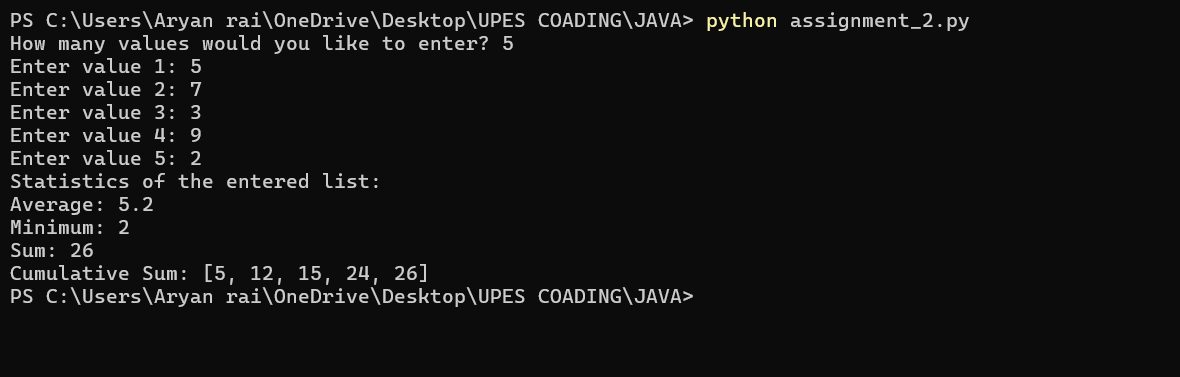 PS C:\Users\Aryan rai\OneDrive\Desktop\UPES COADING\JAVA> python assignment_2.py
How many values would you like to enter? 5
Enter value 1: 5
Enter value 2: 7
Enter value 3: 3
Enter value 4: 9
Enter value 5: 2
Statistics of the entered list:
Average: 5.2
Minimum: 2
Sum: 26
Cumulative Sum: [5, 12, 15, 24, 26]
PS C:\Users\Aryan rai\OneDrive\Desktop\UPES COADING\JAVA>